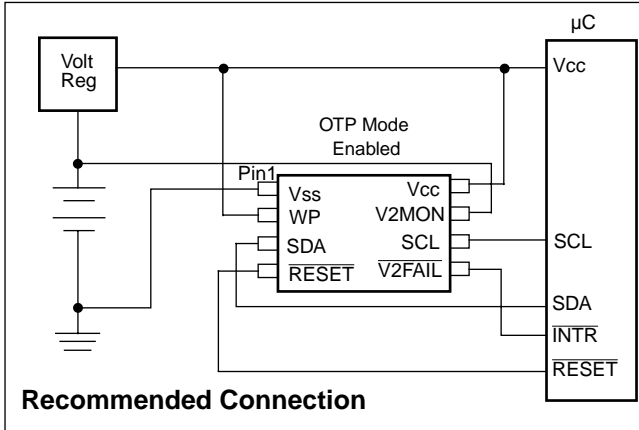 µC
Volt
Reg
Vcc
OTP Mode
Enabled
Pin1
Vss
Vcc
WP
V2MON
SDA
SCL
SCL
RESET
V2FAIL
SDA
INTR
RESET
Recommended Connection